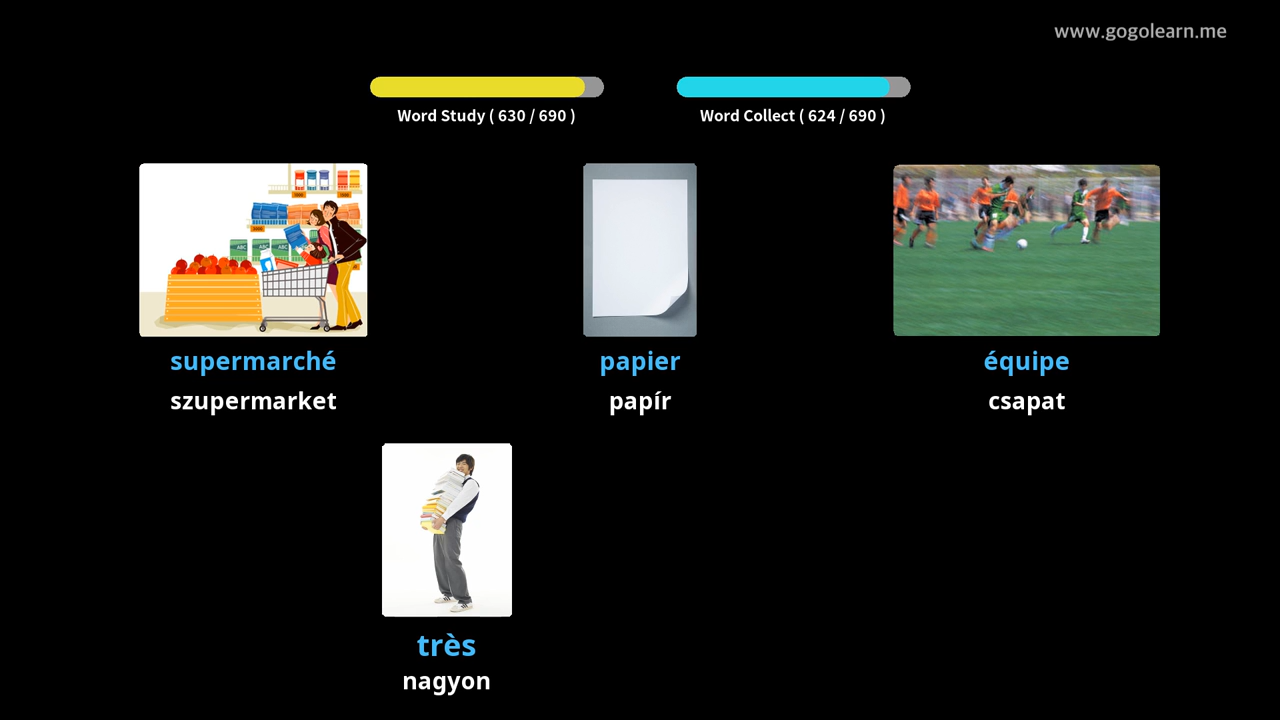 www.gogolearn.me
Word Study ( 630 / 690 )
Word Collect ( 624 / 690 )
supermarché
szupermarket
papier
papír
équipe
csapat
très
nagyon